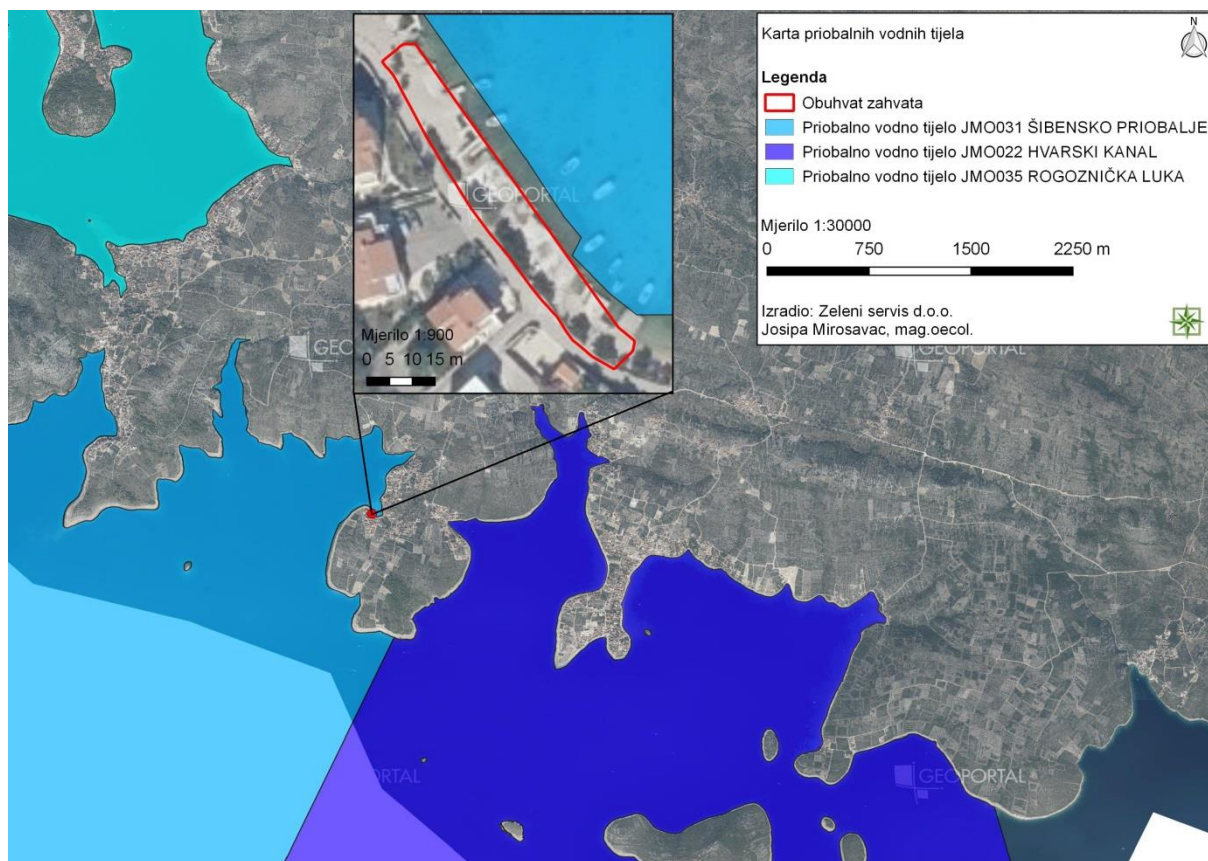 Karta priobalnih vodnih tijela
N
Legenda
Obuhvat zahvata
Priobalno vodno tijelo JMO031 ŠIBENSKO PRIOBALJE
Priobalno vodno tijelo JMO022 HVARSKI KANAL
Priobalno vodno tijelo JMO035 ROGOZNIČKA LUKA
Mjerilo 1:30000
0 750 1500 2250 m
Izradio: Zeleni servis d.o.o.
Josipa Mirosavac, mag.oecol.
GEOPORTAL
Mjerilo 1:900
0 5 10 15 m
GEO
GEOPORTAL
PORTAL
GEOPORTAL